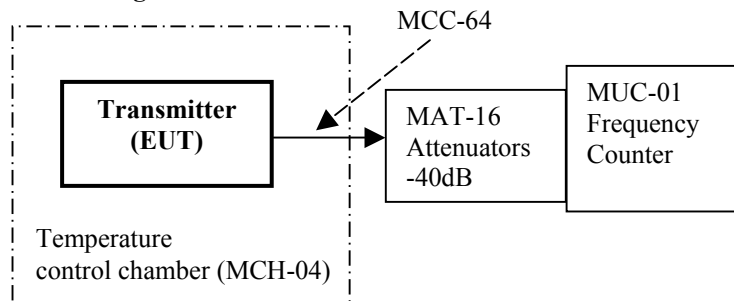 MCC-64
Transmitter
(EUT)
MAT-16
Attenuators
-40dB
MUC-01
Frequency
Counter
Temperature
control chamber (MCH-04)